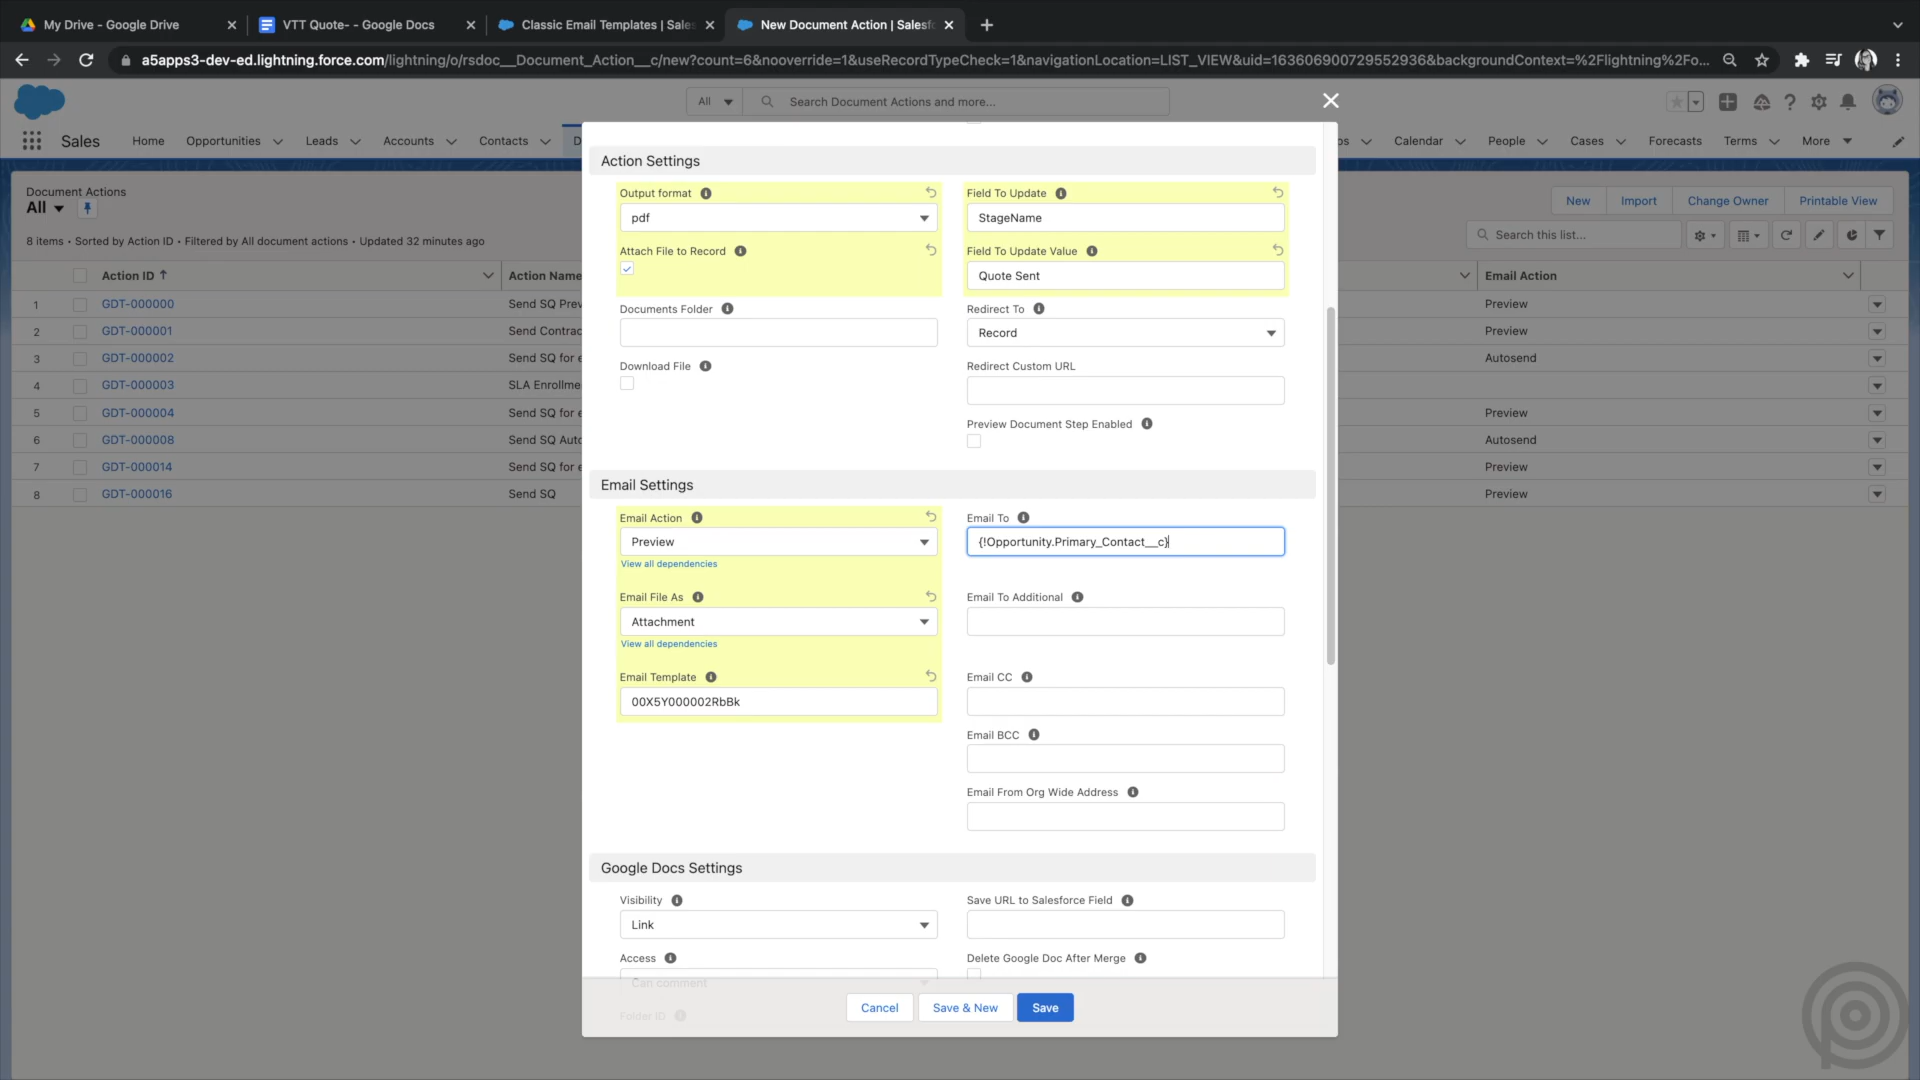 My Drive - Google Drive
VTT Quote- - Google Docs
Classic Email Templates | Sales
New Document Action | Salesf
a5apps3-dev-ed.lightning.force.com/lightning/o/rsdoc__Document_Action__c/new?count=6&nooverride=1&useRecordTypeCheck=1&navigationLocation=LIST_VIEW&uid=163606900729552936&backgroundContext=%2Flightning%2Fo...
All
Search Document Actions and more...
Sales
Home
Opportunities
Leads
Accounts
Contacts
D
ps
Calendar
People
Cases
Forecasts
Terms
More
Document Actions
All
New
Import
Change Owner
Printable View
8 items • Sorted by Action ID • Filtered by All document actions • Updated 32 minutes ago
Search this list...
Action ID
Action Name
Email Action
1 GDT-000000 Send SQ Prev Preview
2 GDT-000001 Send Contrac Preview
3 GDT-000002 Send SQ for e Autosend
4 GDT-000003 SLA Enrollme
5 GDT-000004 Send SQ for e Preview
6 GDT-000008 Send SQ Auto Autosend
7 GDT-000014 Send SQ for e Preview
8 GDT-000016 Send SQ Preview
Action Settings
Output format
pdf
Field To Update
StageName
Attach File to Record
Field To Update Value
Quote Sent
Documents Folder
Redirect To
Record
Download File
Redirect Custom URL
Preview Document Step Enabled
Email Settings
Email Action
Preview
View all dependencies
Email To
{!Opportunity.Primary_Contact__c}
Email File As
Attachment
View all dependencies
Email To Additional
Email Template
00X5Y000002RbBk
Email CC
Email BCC
Email From Org Wide Address
Google Docs Settings
Visibility
Link
Save URL to Salesforce Field
Access
Can comment
Delete Google Doc After Merge
Folder ID
Cancel
Save & New
Save